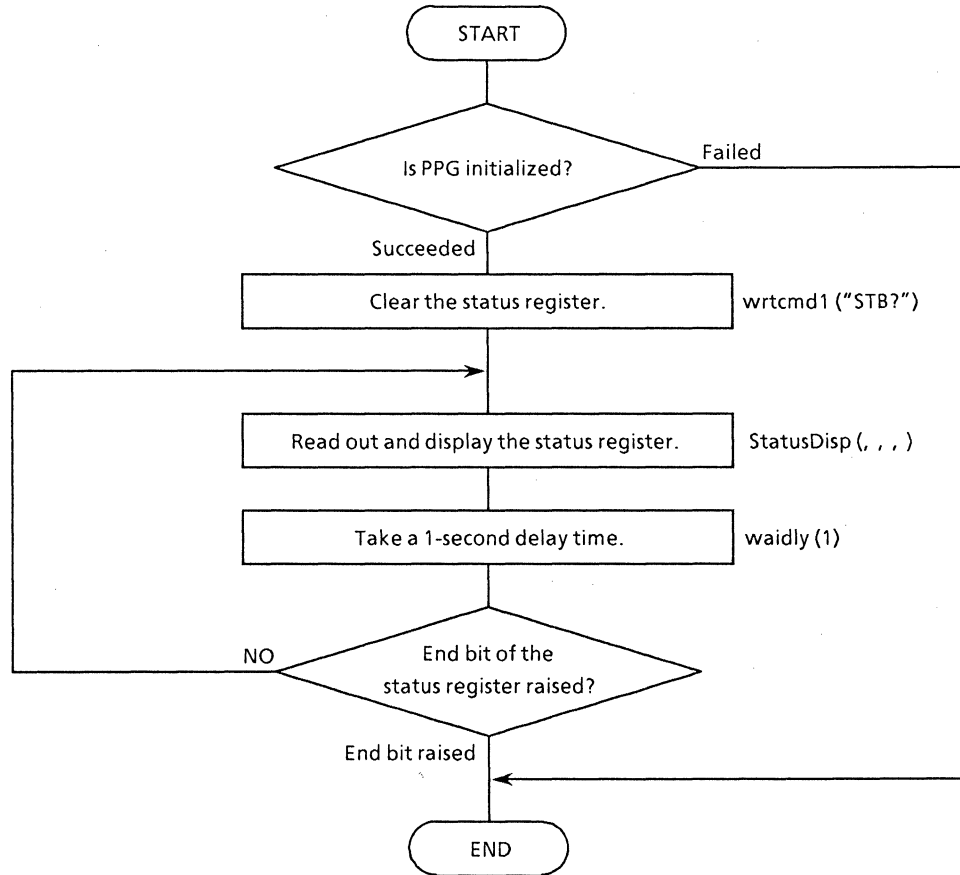 START
Is PPG initialized?
Failed
Succeeded
Clear the status register.
wrtcmd1 ("STB?")
Read out and display the status register.
StatusDisp (, , , )
Take a 1-second delay time.
waidly (1)
NO
End bit of the
status register raised?
End bit raised
END